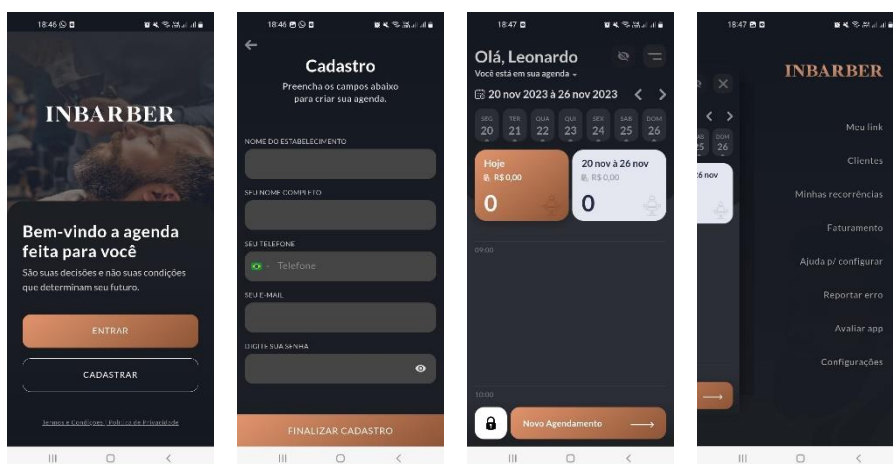 18:46
INBARBER
Bem-vindo a agenda
feita para você
São suas decisões e não suas condições
que determinam seu futuro.
ENTRAR
CADASTRAR
Termos e Condições | Política de Privacidade
18:46
Cadastro
Preencha os campos abaixo
para criar sua agenda.
NOME DO ESTABELECIMENTO
SEU NOME COMPLETO
SEU TELEFONE
Telefone
SEU E-MAIL
DIGITE SUA SENHA
FINALIZAR CADASTRO
18:47
Olá, Leonardo
Você está em sua agenda
20 nov 2023 à 26 nov 2023
SEG TER QUA QUI SEX SAB DOM
20 21 22 23 24 25 26
Hoje
R$ 0,00
0
20 nov à 26 nov
R$ 0,00
0
09:00
10:00
Novo Agendamento
18:47
INBARBER
DOM
25 26
26 nov
Meu link
Clientes
Minhas recorrências
Faturamento
Ajuda p/ configurar
Reportar erro
Avaliar app
Configurações